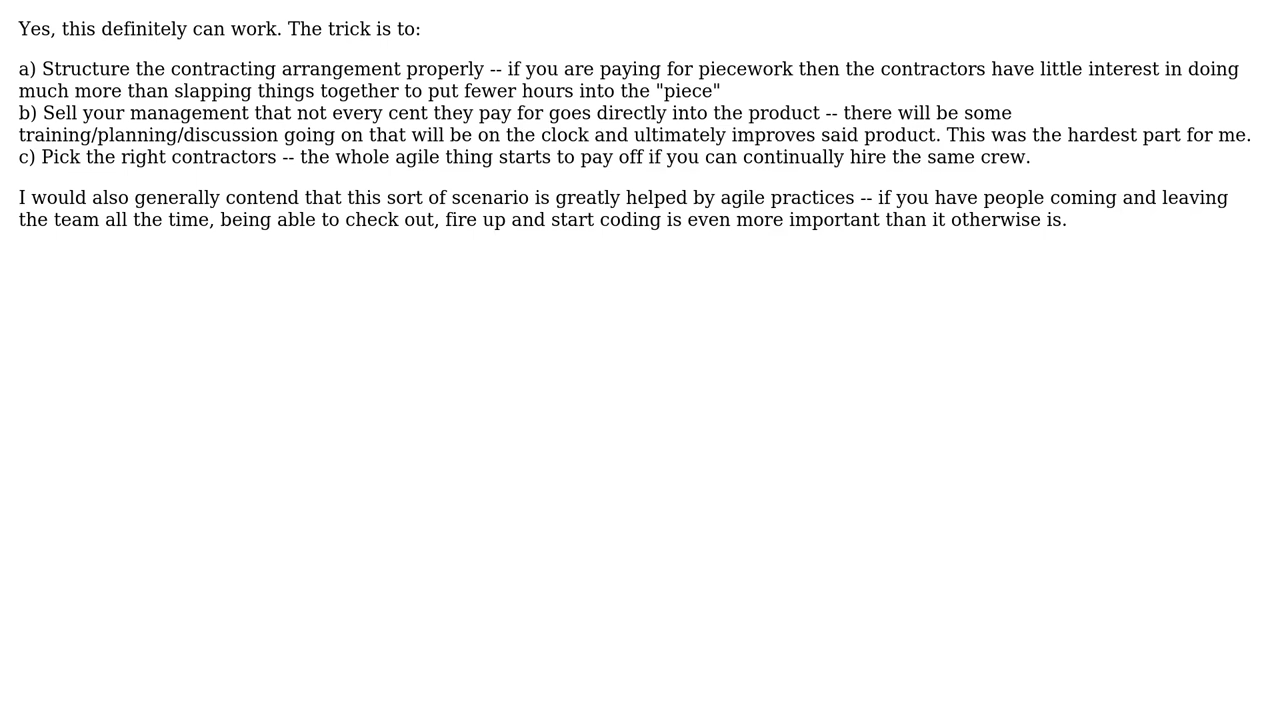 Yes, this definitely can work. The trick is to:
a) Structure the contracting arrangement properly -- if you are paying for piecework then the contractors have little interest in doing
much more than slapping things together to put fewer hours into the "piece"
b) Sell your management that not every cent they pay for goes directly into the product -- there will be some
training/planning/discussion going on that will be on the clock and ultimately improves said product. This was the hardest part for me.
c) Pick the right contractors -- the whole agile thing starts to pay off if you can continually hire the same crew.
I would also generally contend that this sort of scenario is greatly helped by agile practices -- if you have people coming and leaving
the team all the time, being able to check out, fire up and start coding is even more important than it otherwise is.